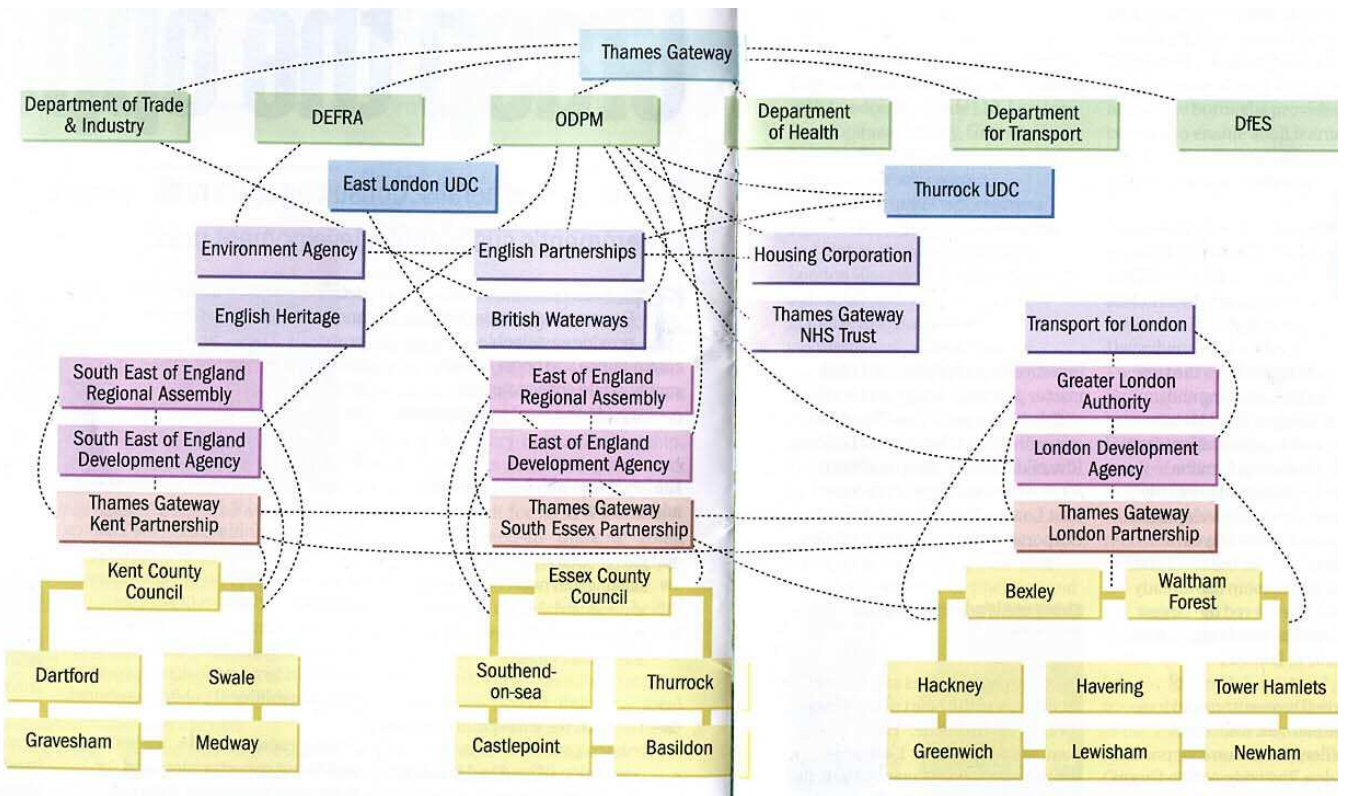 Thames Gateway
Department of Trade
& Industry
DEFRA
ODPM
Department
of Health
Department
for Transport
DfES
East London UDC
Thurrock UDC
Environment Agency
English Partnerships
Housing Corporation
English Heritage
British Waterways
Thames Gateway
NHS Trust
Transport for London
South East of England
Regional Assembly
East of England
Regional Assembly
Greater London
Authority
South East of England
Development Agency
East of England
Development Agency
London Development
Agency
Thames Gateway
Kent Partnership
Thames Gateway
South Essex Partnership
Thames Gateway
London Partnership
Kent County
Council
Essex County
Council
Bexley
Waltham
Forest
Dartford
Swale
Southend-
on-sea
Thurrock
Hackney
Havering
Tower Hamlets
Gravesham
Medway
Castlepoint
Basildon
Greenwich
Lewisham
Newham